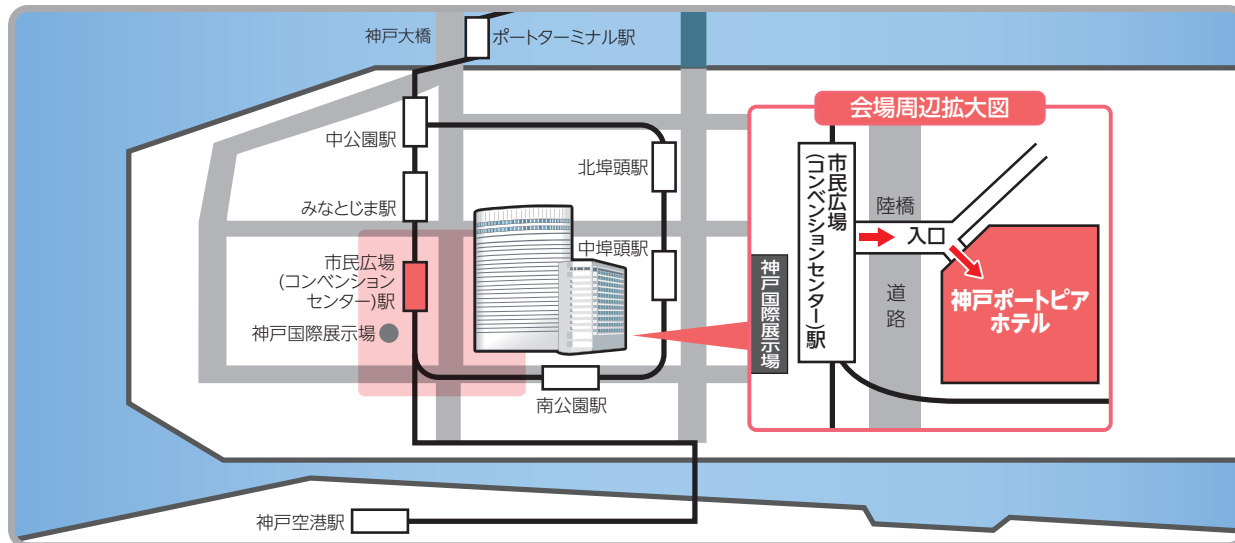 神戸大橋
ポートターミナル駅
中公園駅
北埠頭駅
みなとじま駅
中埠頭駅
市民広場
(コンベンション
センター)駅
神戸国際展示場
南公園駅
神戸空港駅
会場周辺拡大図
市民広場
(コンベンションセンター)駅
陸橋
入口
道路
神戸国際展示場
神戸ポートピア
ホテル